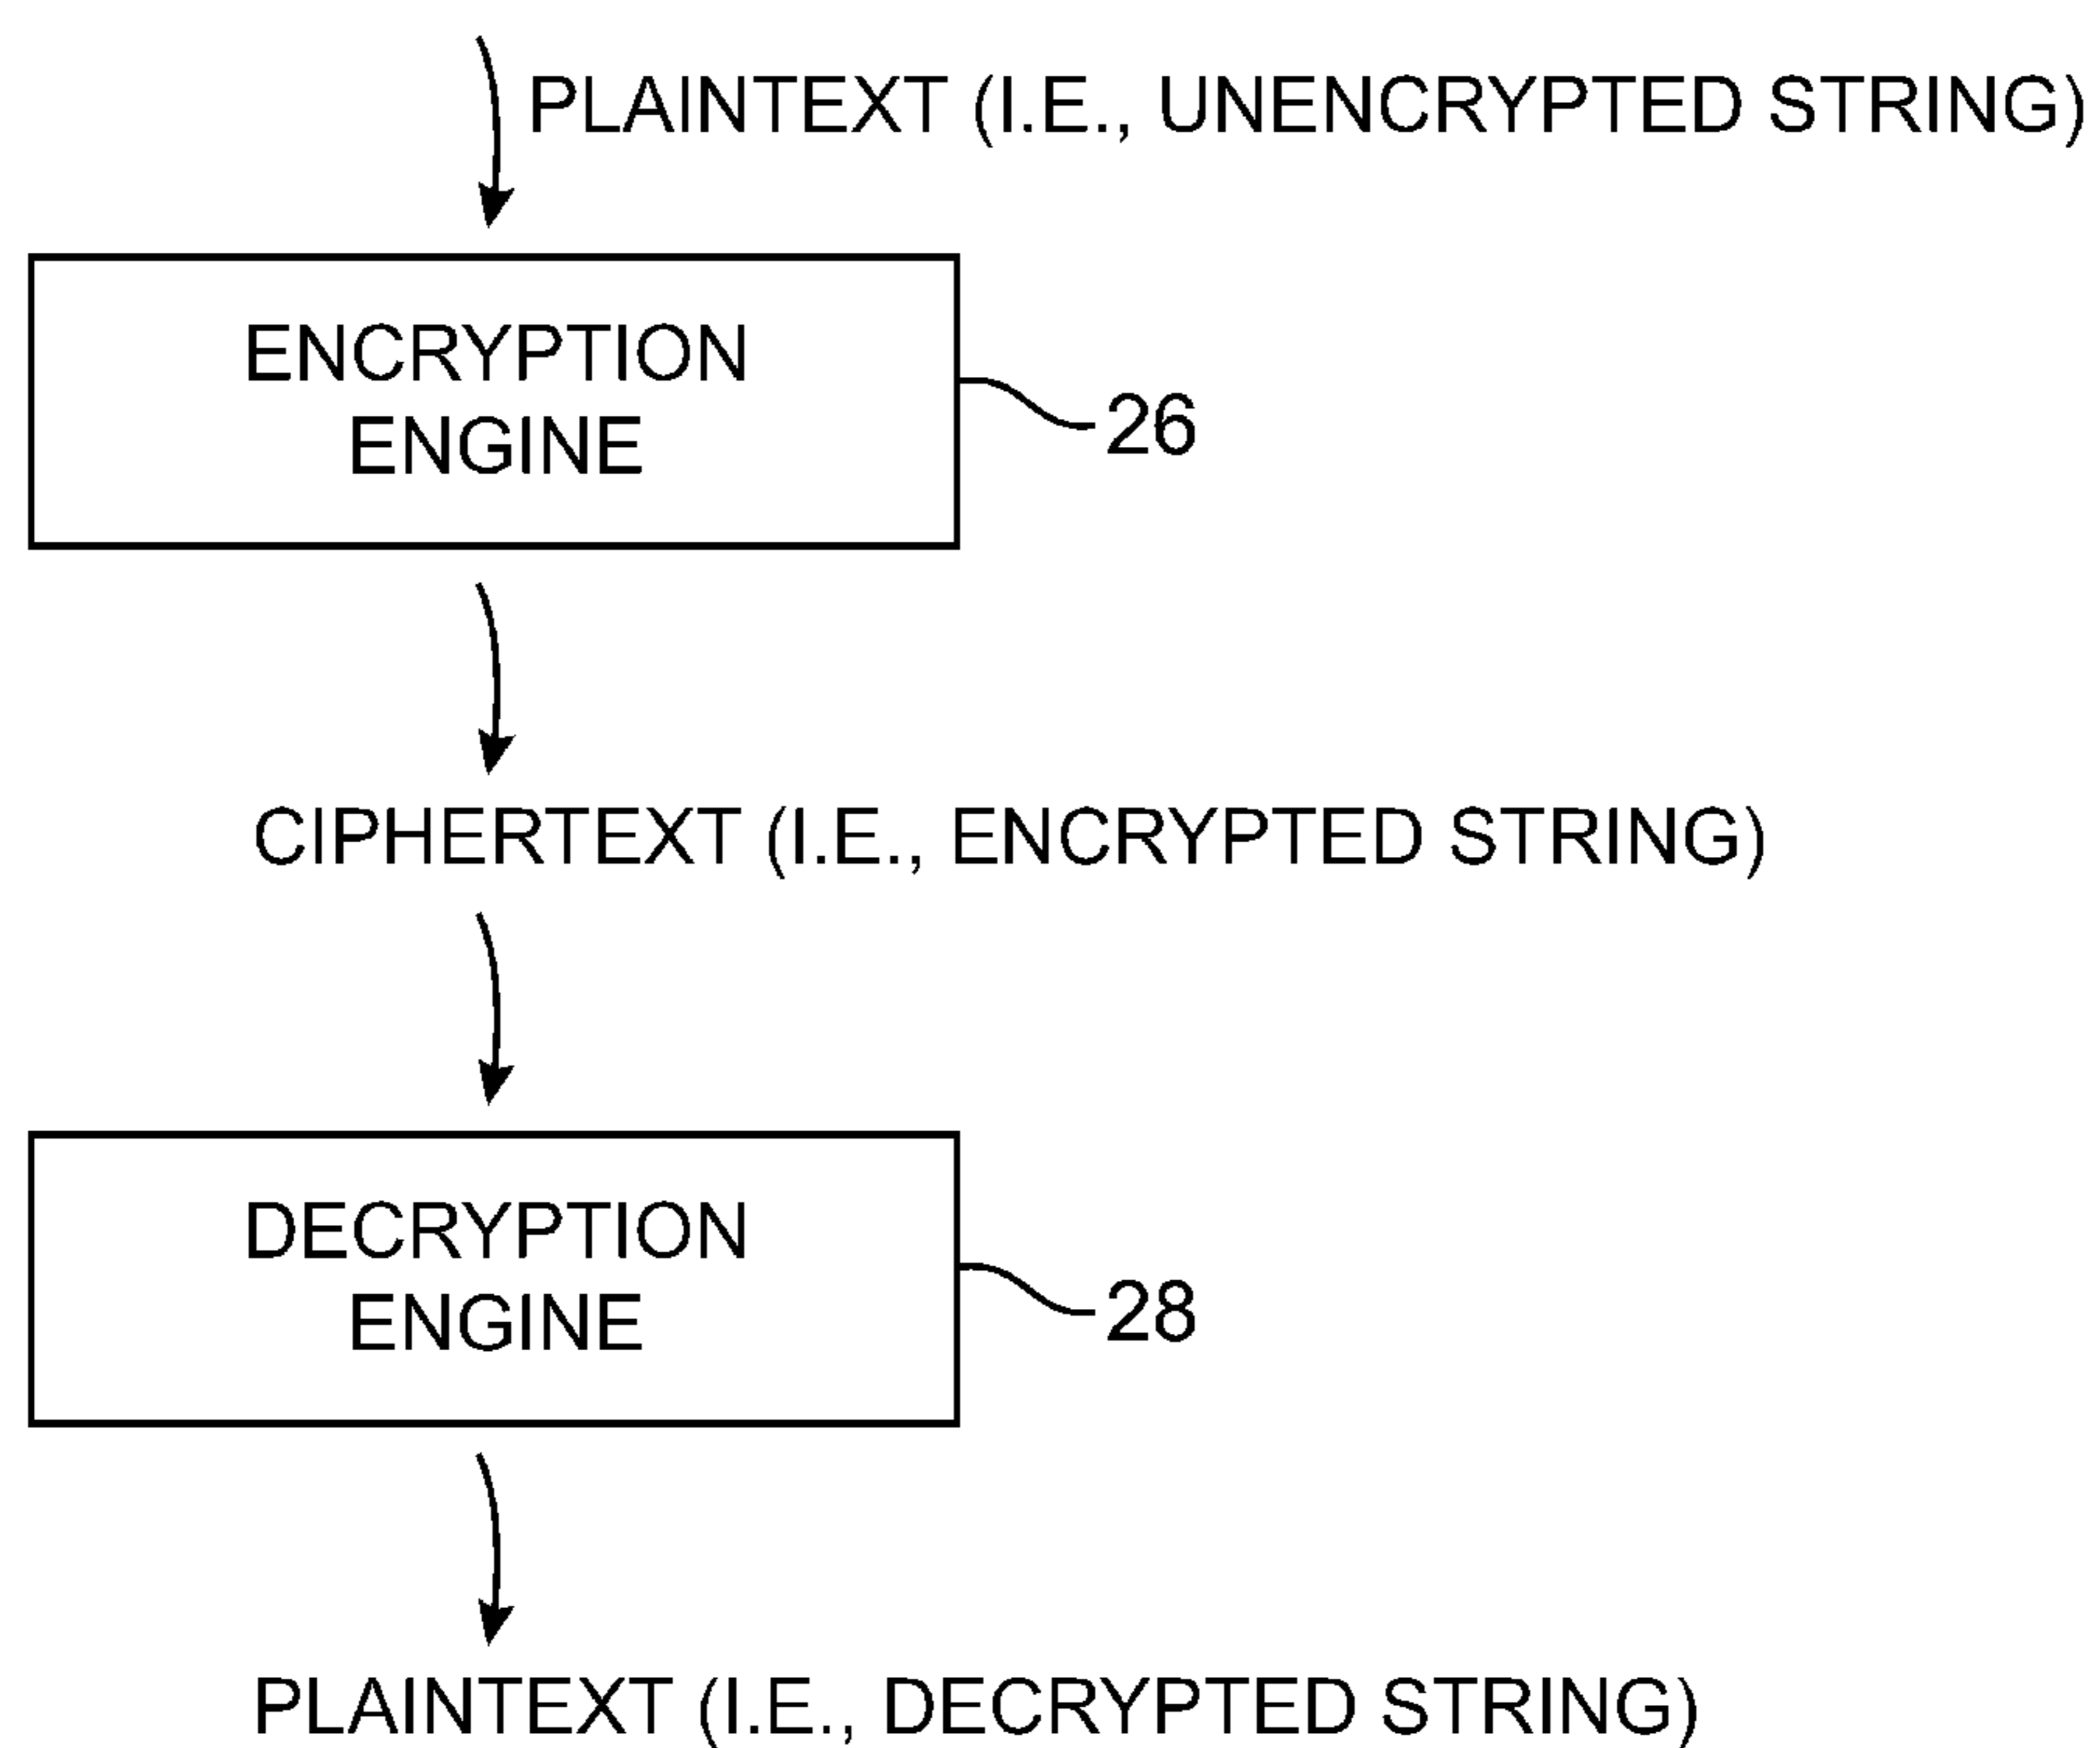 PLAINTEXT (I.E., UNENCRYPTED STRING)
ENCRYPTION
ENGINE
26
CIPHERTEXT (I.E., ENCRYPTED STRING)
DECRYPTION
ENGINE
28
PLAINTEXT (I.E., DECRYPTED STRING)